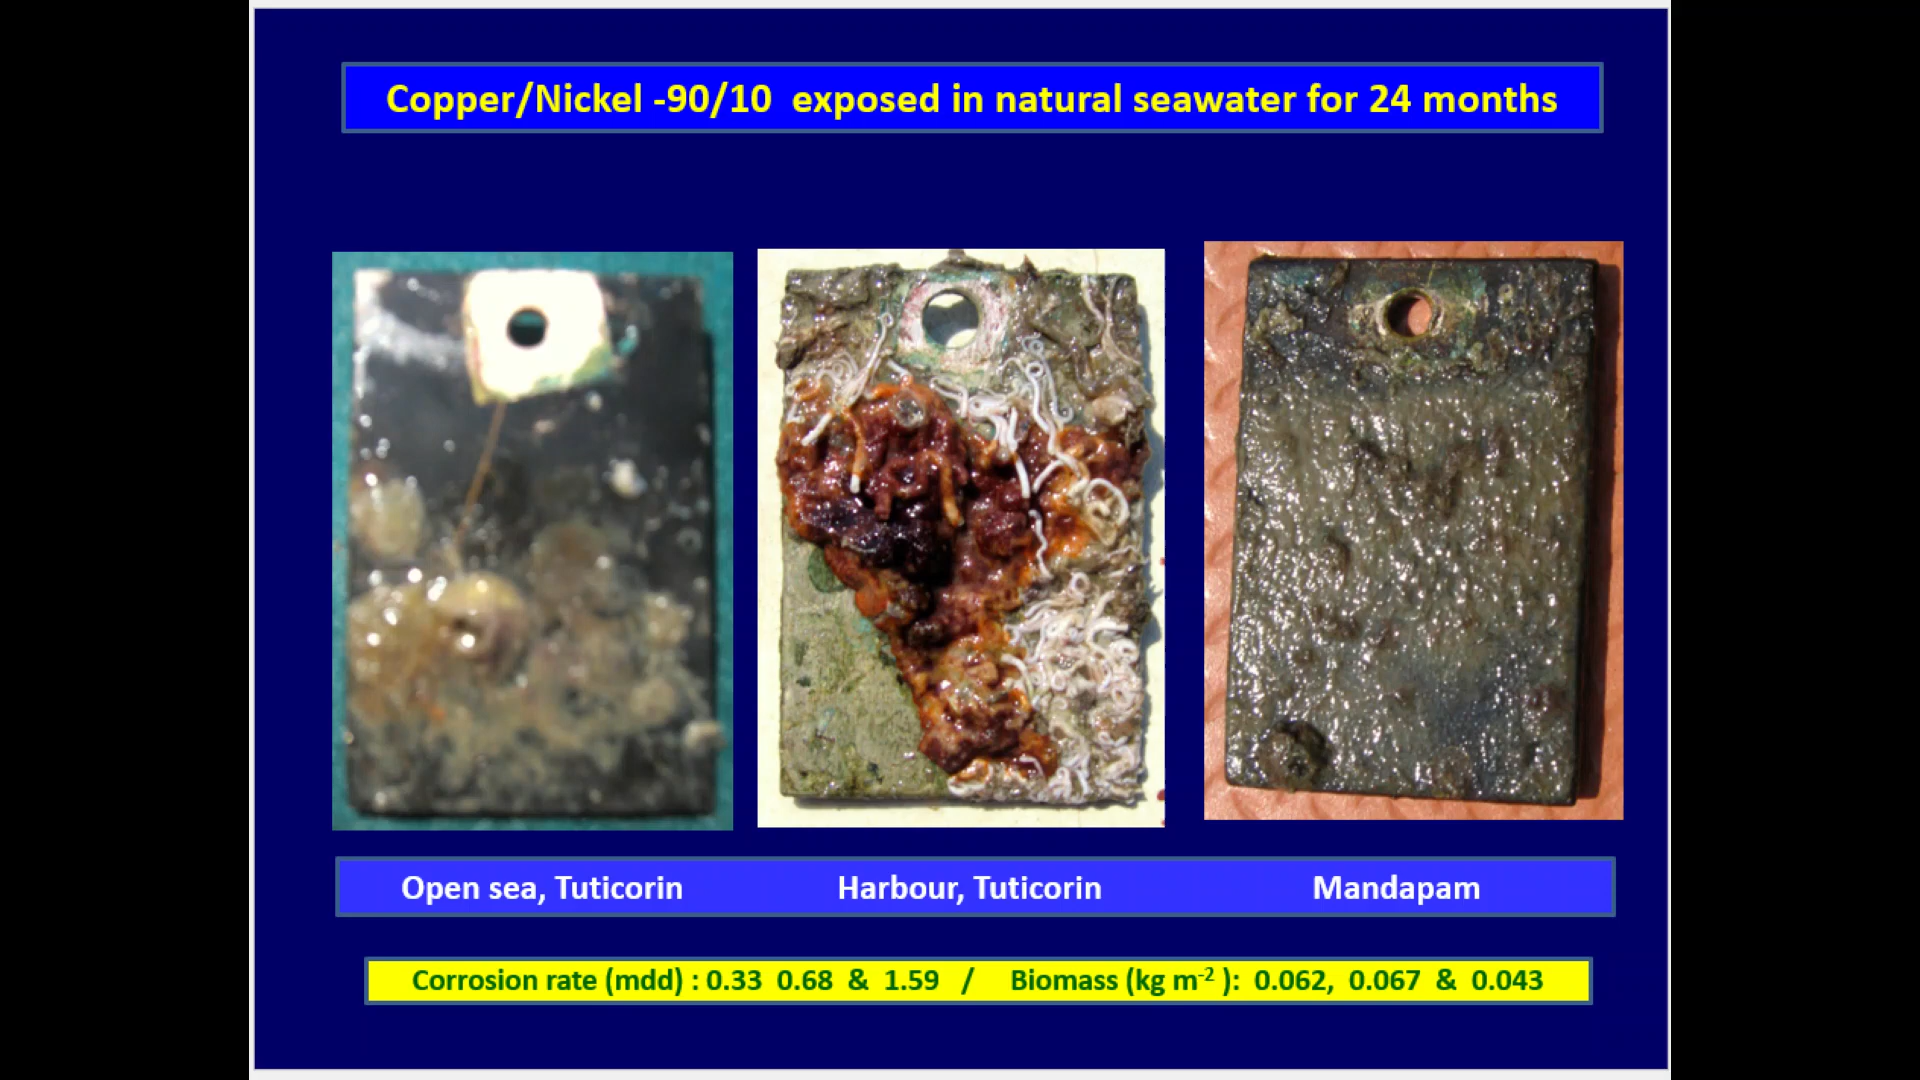 Copper/Nickel -90/10 exposed in natural seawater for 24 months
Open sea, Tuticorin Harbour, Tuticorin Mandapam
Corrosion rate (mdd) : 0.33 0.68 & 1.59 / Biomass (kg m-2 ): 0.062, 0.067 & 0.043